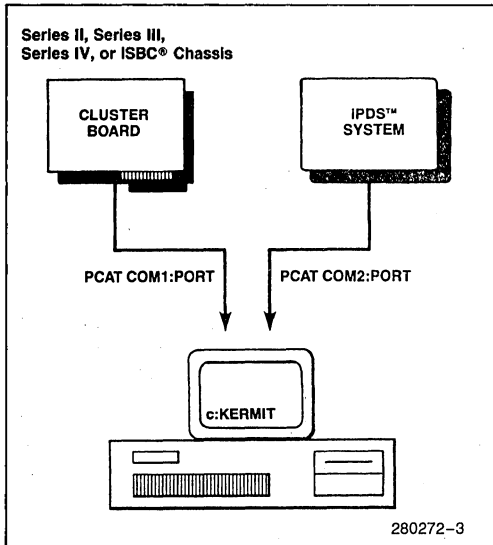 Series II, Series III,
Series IV, or iSBC® Chassis
CLUSTER
BOARD
iPDS™
SYSTEM
PCAT COM1:PORT
PCAT COM2:PORT
c:KERMIT
280272–3